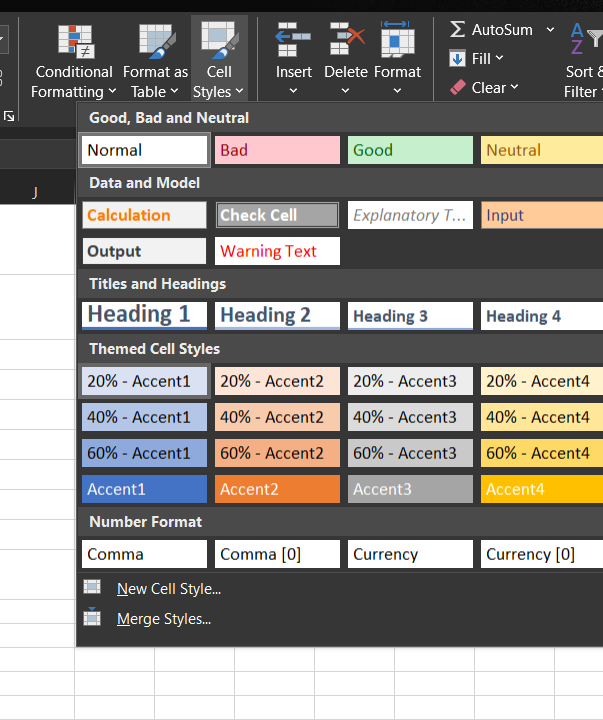 Conditional Formatting
Format as Table
Cell Styles
Insert
Delete
Format
AutoSum
Fill
Clear
Sort &
Filter
J
Good, Bad and Neutral
Normal Bad Good Neutral
Data and Model
Calculation Check Cell Explanatory T... Input
Output Warning Text
Titles and Headings
Heading 1 Heading 2 Heading 3 Heading 4
Themed Cell Styles
20% - Accent1 20% - Accent2 20% - Accent3 20% - Accent4
40% - Accent1 40% - Accent2 40% - Accent3 40% - Accent4
60% - Accent1 60% - Accent2 60% - Accent3 60% - Accent4
Accent1 Accent2 Accent3 Accent4
Number Format
Comma Comma [0] Currency Currency [0]
New Cell Style...
Merge Styles...